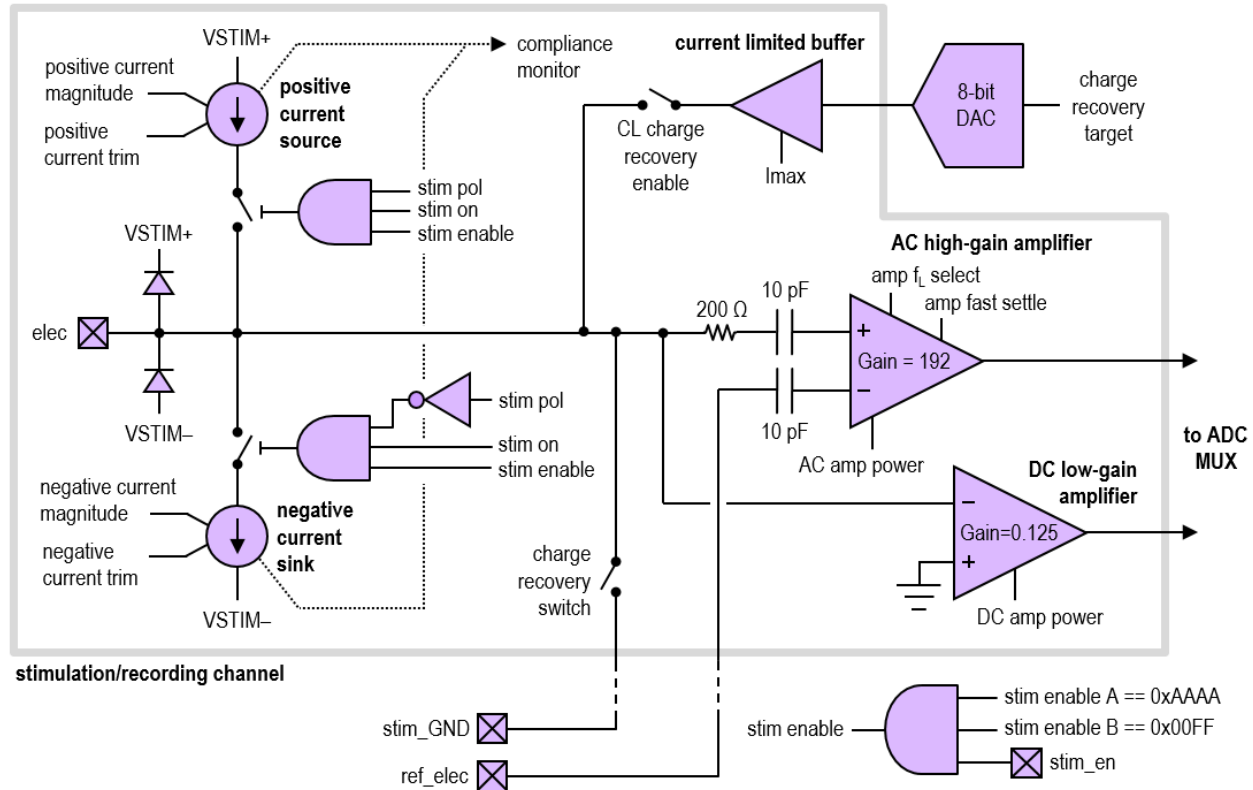 VSTIM+
positive current
magnitude
positive
current trim
positive
current
source
compliance
monitor
current limited buffer
CL charge
recovery
enable
Imax
8-bit
DAC
charge
recovery
target
stim pol
stim on
stim enable
VSTIM+
elec
VSTIM–
stim pol
stim on
stim enable
negative current
magnitude
negative
current trim
negative
current
sink
VSTIM–
charge
recovery
switch
AC high-gain amplifier
amp fL select
amp fast settle
200 Ω
10 pF
+
Gain = 192
–
10 pF
AC amp power
to ADC
MUX
DC low-gain
amplifier
–
Gain=0.125
+
DC amp power
stimulation/recording channel
stim_GND
ref_elec
stim enable
stim enable A == 0xAAAA
stim enable B == 0x00FF
stim_en